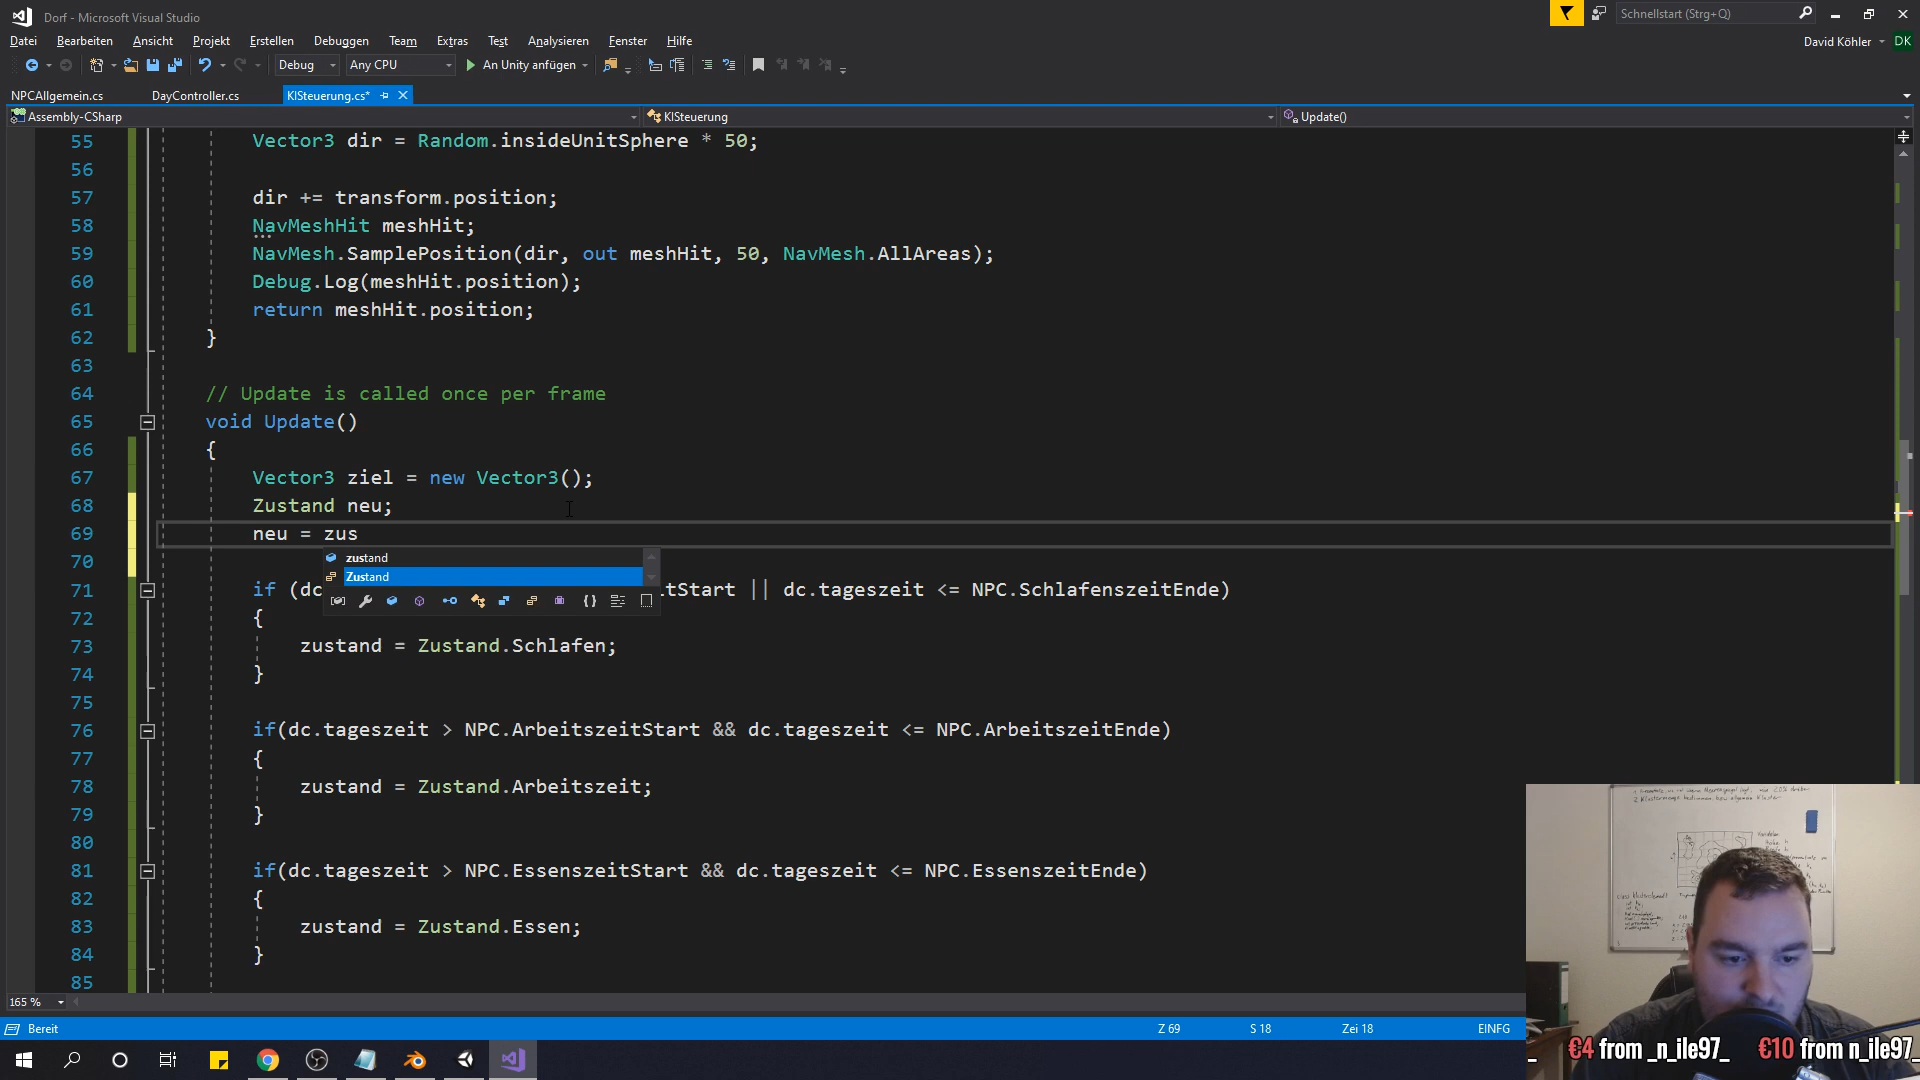 Dorf - Microsoft Visual Studio
Schnellstart (Strg+Q)
Datei Bearbeiten Ansicht Projekt Erstellen Debuggen Team Extras Test Analysieren Fenster Hilfe
David Köhler DK
Debug Any CPU An Unity anfügen
NPCAllgemein.cs DayController.cs KISteuerung.cs*
Assembly-CSharp KISteuerung Update()
55 Vector3 dir = Random.insideUnitSphere * 50;
56
57 dir += transform.position;
58 NavMeshHit meshHit;
59 NavMesh.SamplePosition(dir, out meshHit, 50, NavMesh.AllAreas);
60 Debug.Log(meshHit.position);
61 return meshHit.position;
62 }
63
64 // Update is called once per frame
65 void Update()
66 {
67 Vector3 ziel = new Vector3();
68 Zustand neu;
69 neu = zus
zustand
70
Zustand
71 if (dc tStart || dc.tageszeit <= NPC.SchlafenszeitEnde)
72 {
73 zustand = Zustand.Schlafen;
74 }
75
76 if(dc.tageszeit > NPC.ArbeitszeitStart && dc.tageszeit <= NPC.ArbeitszeitEnde)
77 {
78 zustand = Zustand.Arbeitszeit;
79 }
80
81 if(dc.tageszeit > NPC.EssenszeitStart && dc.tageszeit <= NPC.EssenszeitEnde)
82 {
83 zustand = Zustand.Essen;
84 }
85
165 %
Bereit Z 69 S 18 Zei 18 EINFG
€4 from _n_ile97_ €10 from n_ile97_